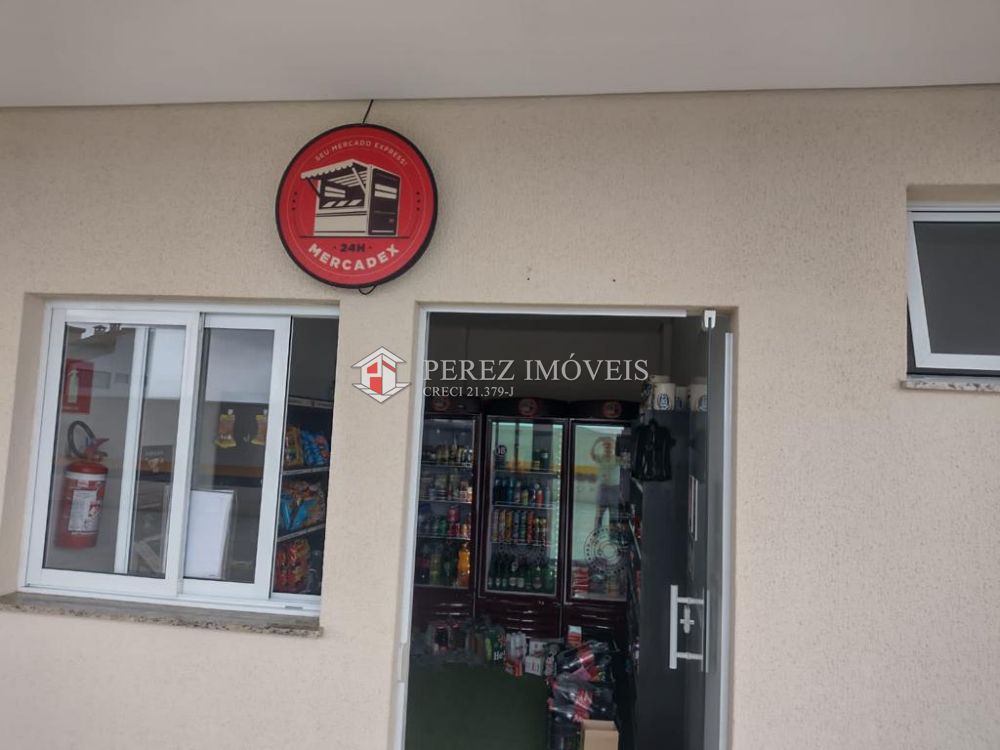 SEU MERCADO EXPRESS!
24H
MERCADEX
PEREZ IMÓVEIS
CRECI 21.379-J